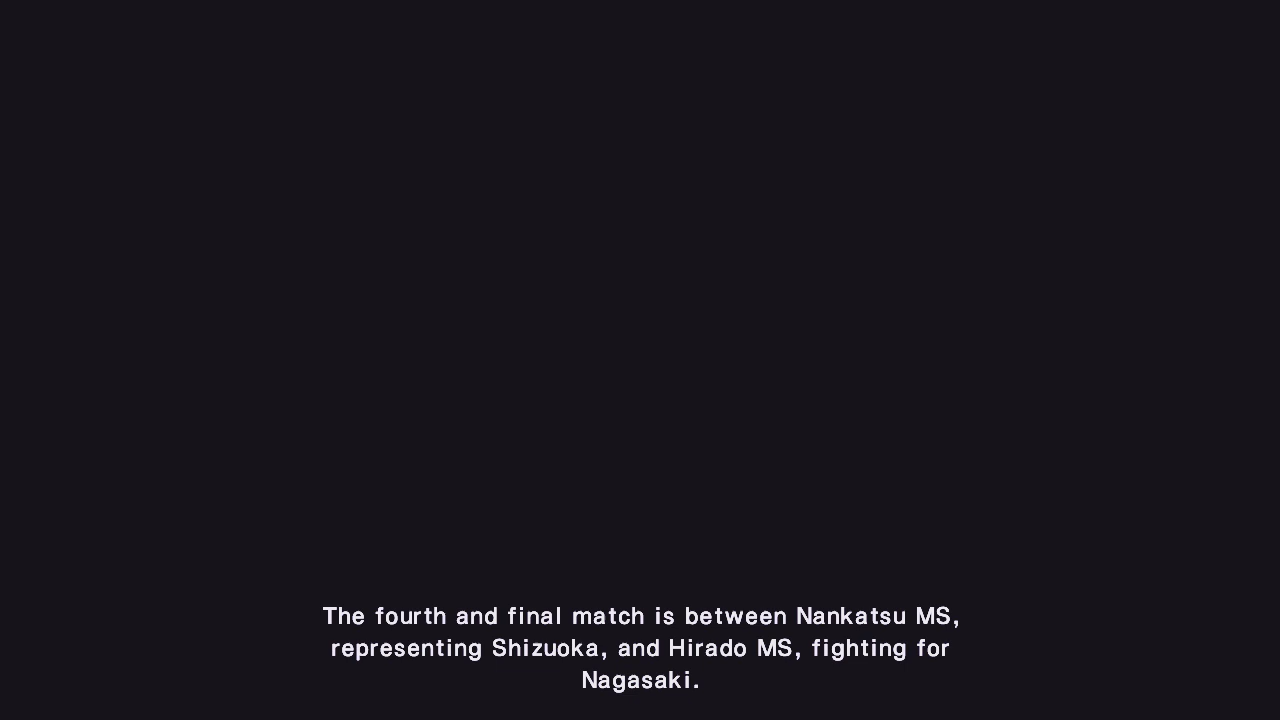 The fourth and final match is between Nankatsu MS,
representing Shizuoka, and Hirado MS, fighting for
Nagasaki.